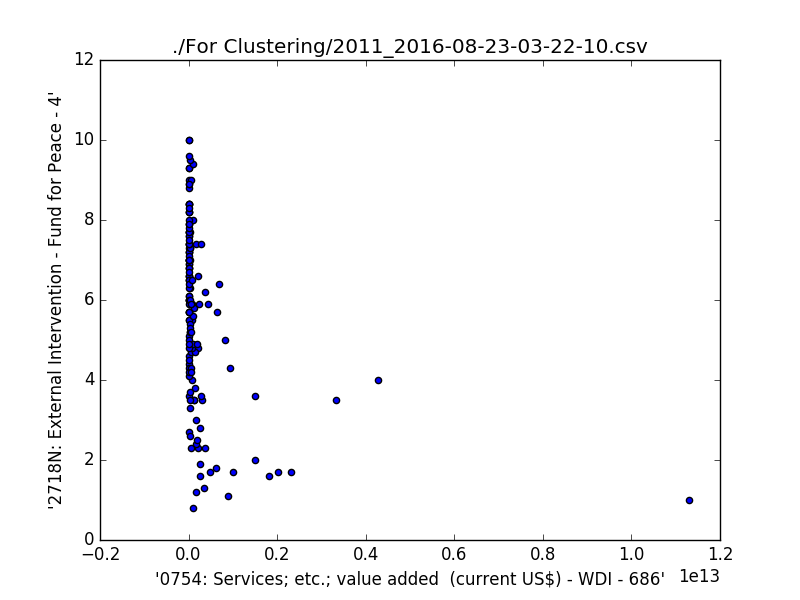 ./For Clustering/2011_2016-08-23-03-22-10.csv
12
10
8
6
4
2
0
'2718N: External Intervention - Fund for Peace - 4'
−0.2 0.0 0.2 0.4 0.6 0.8 1.0 1.2
1e13
'0754: Services; etc.; value added  (current US$) - WDI - 686'